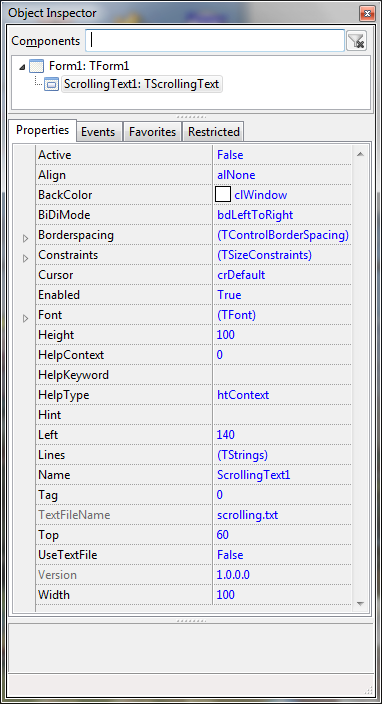 Object Inspector
Components
Form1: TForm1
ScrollingText1: TScrollingText
Properties Events Favorites Restricted
Active False
Align alNone
BackColor clWindow
BiDiMode bdLeftToRight
Borderspacing (TControlBorderSpacing)
Constraints (TSizeConstraints)
Cursor crDefault
Enabled True
Font (TFont)
Height 100
HelpContext 0
HelpKeyword
HelpType htContext
Hint
Left 140
Lines (TStrings)
Name ScrollingText1
Tag 0
TextFileName scrolling.txt
Top 60
UseTextFile False
Version 1.0.0.0
Width 100